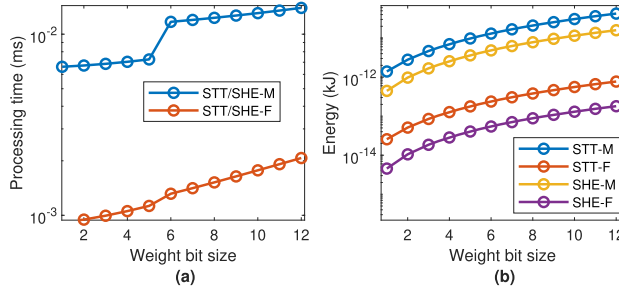 10^-2
10^-3
Processing time (ms)
STT/SHE-M
STT/SHE-F
2 4 6 8 10 12
Weight bit size
(a)
10^-12
10^-14
Energy (kJ)
STT-M
STT-F
SHE-M
SHE-F
2 4 6 8 10 12
Weight bit size
(b)